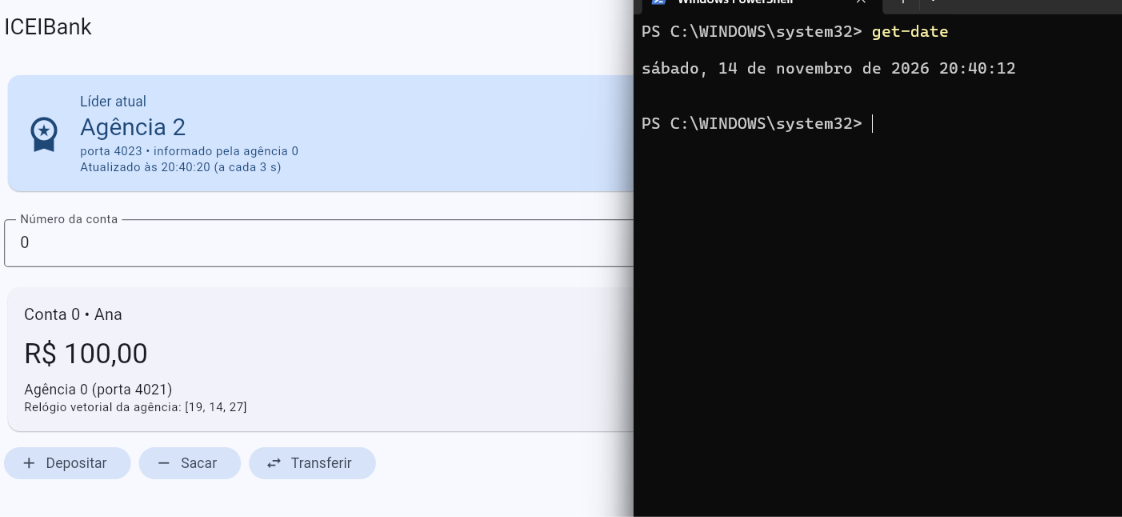 ICEIBank
Líder atual
Agência 2
porta 4023 • informado pela agência 0
Atualizado às 20:40:20 (a cada 3 s)
Número da conta
0
Conta 0 • Ana
R$ 100,00
Agência 0 (porta 4021)
Relógio vetorial da agência: [19, 14, 27]
+ Depositar
− Sacar
Transferir
Windows PowerShell
PS C:\WINDOWS\system32> get-date
sábado, 14 de novembro de 2026 20:40:12
PS C:\WINDOWS\system32>